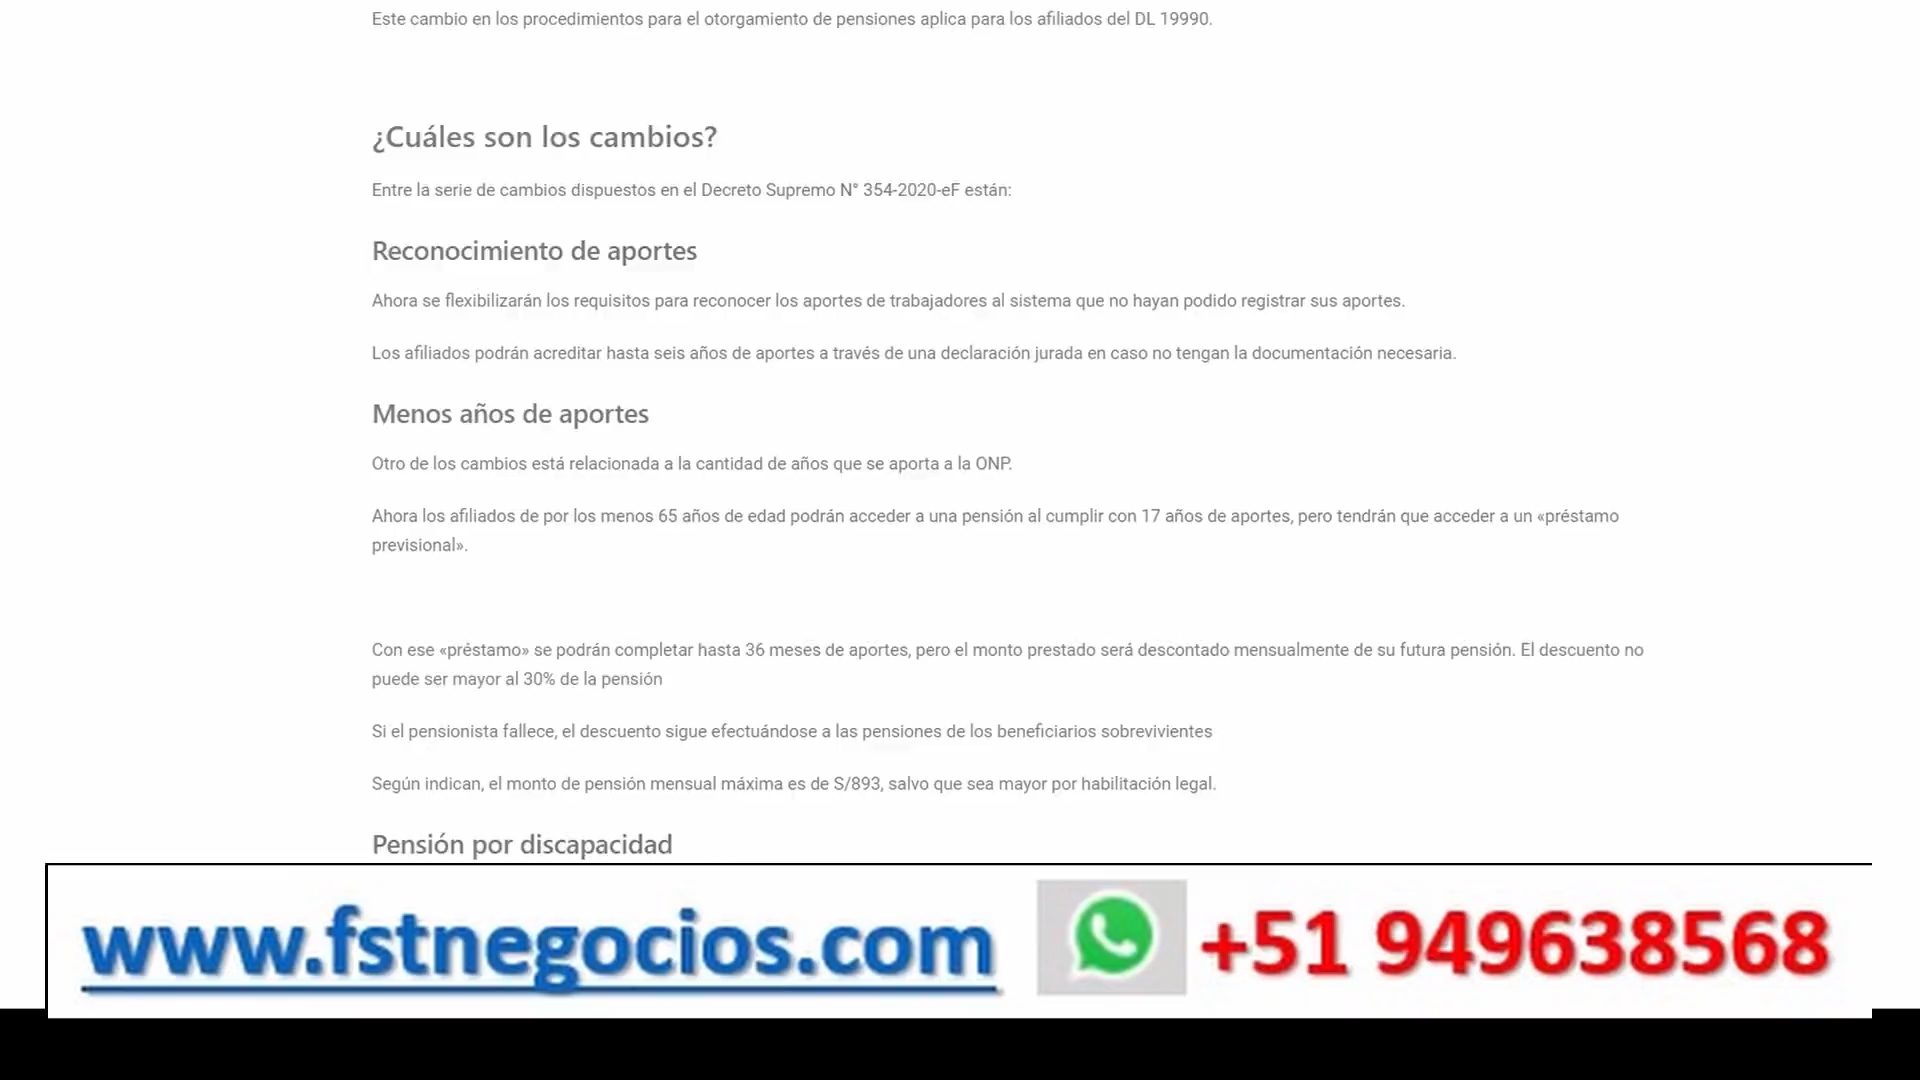 Este cambio en los procedimientos para el otorgamiento de pensiones aplica para los afiliados del DL 19990.
¿Cuáles son los cambios?
Entre la serie de cambios dispuestos en el Decreto Supremo N° 354-2020-eF están:
Reconocimiento de aportes
Ahora se flexibilizarán los requisitos para reconocer los aportes de trabajadores al sistema que no hayan podido registrar sus aportes.
Los afiliados podrán acreditar hasta seis años de aportes a través de una declaración jurada en caso no tengan la documentación necesaria.
Menos años de aportes
Otro de los cambios está relacionada a la cantidad de años que se aporta a la ONP.
Ahora los afiliados de por los menos 65 años de edad podrán acceder a una pensión al cumplir con 17 años de aportes, pero tendrán que acceder a un «préstamo
previsional».
Con ese «préstamo» se podrán completar hasta 36 meses de aportes, pero el monto prestado será descontado mensualmente de su futura pensión. El descuento no
puede ser mayor al 30% de la pensión
Si el pensionista fallece, el descuento sigue efectuándose a las pensiones de los beneficiarios sobrevivientes
Según indican, el monto de pensión mensual máxima es de S/893, salvo que sea mayor por habilitación legal.
Pensión por discapacidad
www.fstnegocios.com +51 949638568